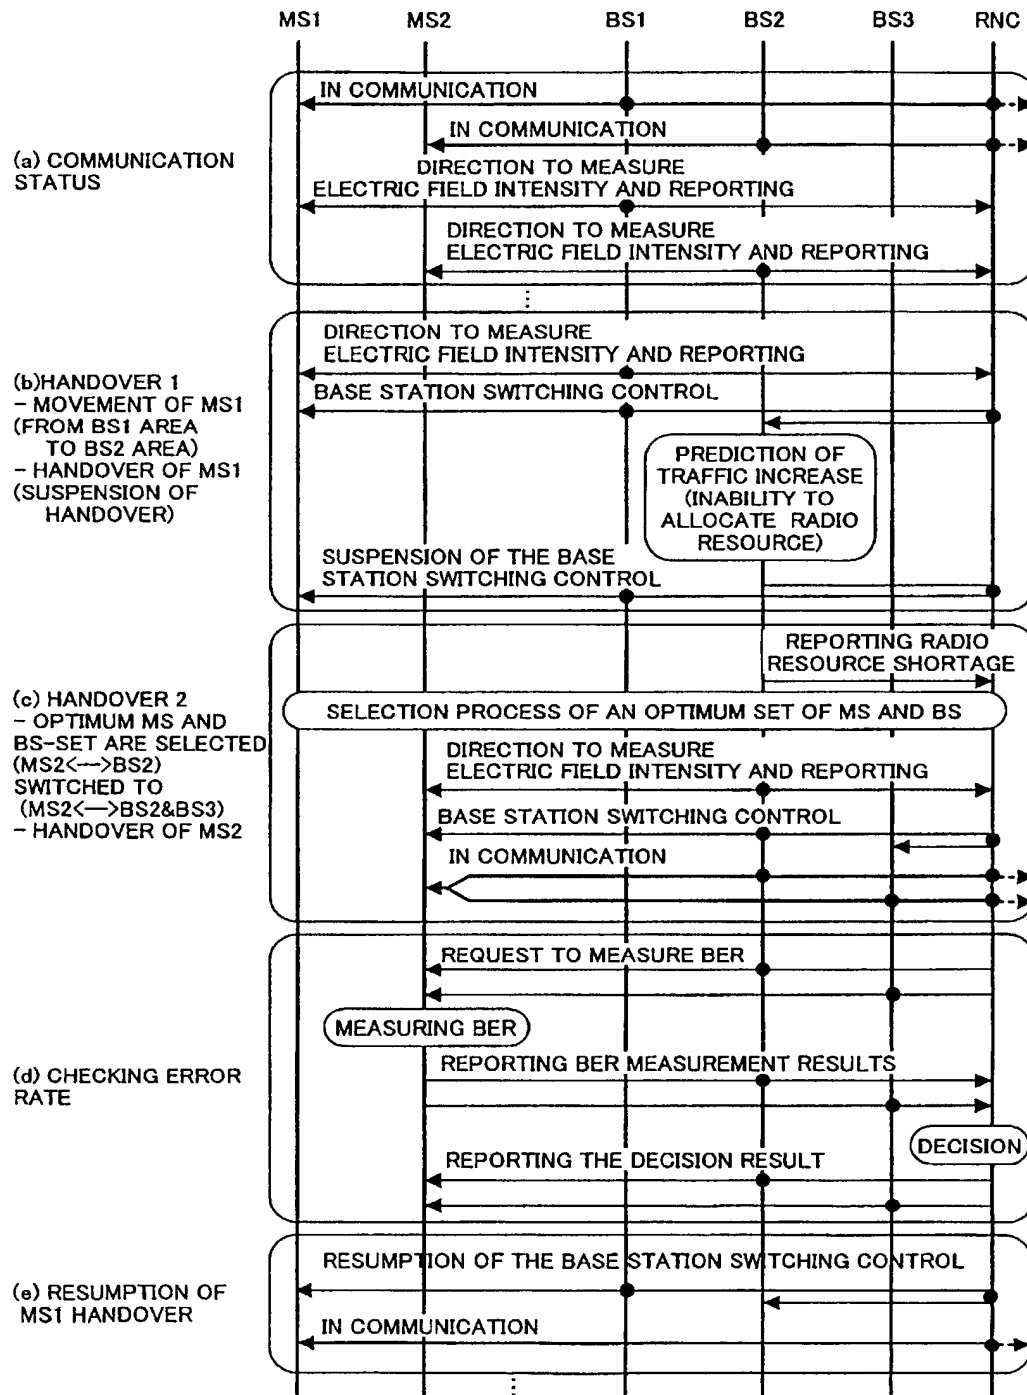 MS1 MS2 BS1 BS2 BS3 RNC
(a) COMMUNICATION
STATUS
IN COMMUNICATION
IN COMMUNICATION
DIRECTION TO MEASURE
ELECTRIC FIELD INTENSITY AND REPORTING
DIRECTION TO MEASURE
ELECTRIC FIELD INTENSITY AND REPORTING
(b)HANDOVER 1
- MOVEMENT OF MS1
(FROM BS1 AREA
TO BS2 AREA)
- HANDOVER OF MS1
(SUSPENSION OF
HANDOVER)
DIRECTION TO MEASURE
ELECTRIC FIELD INTENSITY AND REPORTING
BASE STATION SWITCHING CONTROL
PREDICTION OF
TRAFFIC INCREASE
(INABILITY TO
ALLOCATE RADIO
RESOURCE)
SUSPENSION OF THE BASE
STATION SWITCHING CONTROL
(c) HANDOVER 2
- OPTIMUM MS AND
BS-SET ARE SELECTED
(MS2<-->BS2)
SWITCHED TO
(MS2<-->BS2&BS3)
- HANDOVER OF MS2
REPORTING RADIO
RESOURCE SHORTAGE
SELECTION PROCESS OF AN OPTIMUM SET OF MS AND BS
DIRECTION TO MEASURE
ELECTRIC FIELD INTENSITY AND REPORTING
BASE STATION SWITCHING CONTROL
IN COMMUNICATION
(d) CHECKING ERROR
RATE
REQUEST TO MEASURE BER
MEASURING BER
REPORTING BER MEASUREMENT RESULTS
DECISION
REPORTING THE DECISION RESULT
(e) RESUMPTION OF
MS1 HANDOVER
RESUMPTION OF THE BASE STATION SWITCHING CONTROL
IN COMMUNICATION